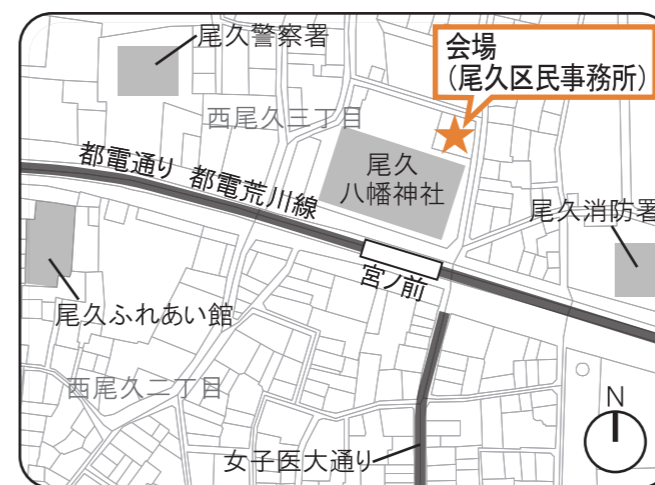 尾久警察署
会場
(尾久区民事務所)
西尾久三丁目
都電通り 都電荒川線
尾久
八幡神社
尾久消防署
宮ノ前
尾久ふれあい館
西尾久二丁目
N
女子医大通り